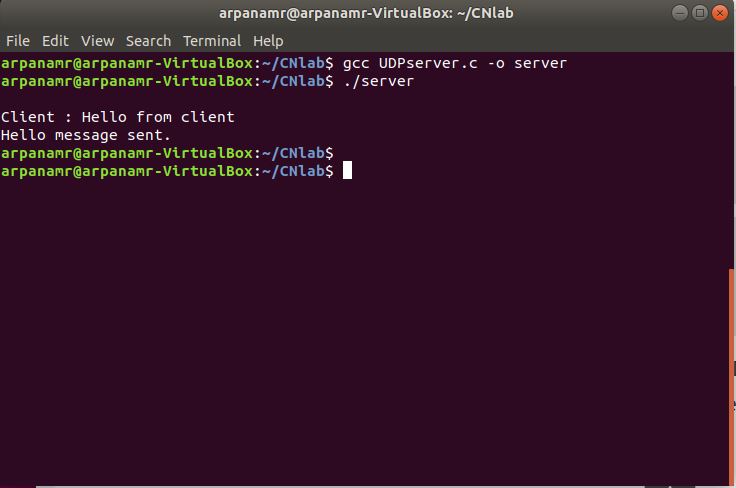 arpanamr@arpanamr-VirtualBox: ~/CNlab
File Edit View Search Terminal Help
arpanamr@arpanamr-VirtualBox:~/CNlab$ gcc UDPserver.c -o server
arpanamr@arpanamr-VirtualBox:~/CNlab$ ./server
Client : Hello from client
Hello message sent.
arpanamr@arpanamr-VirtualBox:~/CNlab$
arpanamr@arpanamr-VirtualBox:~/CNlab$